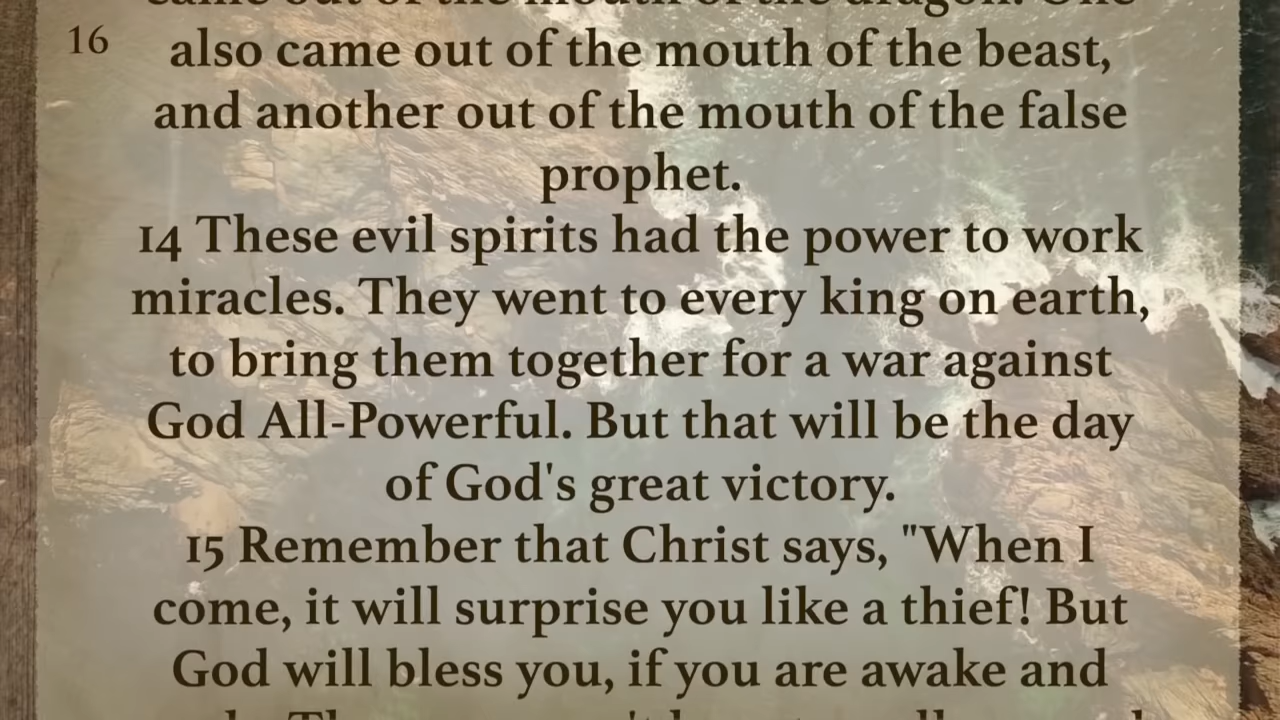 came out of the mouth of the dragon. One
16
also came out of the mouth of the beast,
and another out of the mouth of the false
prophet.
14 These evil spirits had the power to work
miracles. They went to every king on earth,
to bring them together for a war against
God All-Powerful. But that will be the day
of God's great victory.
15 Remember that Christ says, "When I
come, it will surprise you like a thief! But
God will bless you, if you are awake and